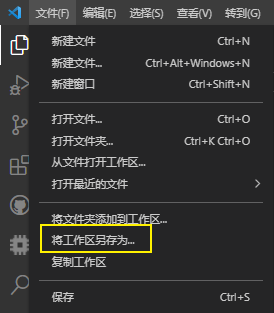 文件(F) 编辑(E) 选择(S) 查看(V) 转到(G)
新建文件 Ctrl+N
新建文件... Ctrl+Alt+Windows+N
新建窗口 Ctrl+Shift+N
打开文件... Ctrl+O
打开文件夹... Ctrl+K Ctrl+O
从文件打开工作区...
打开最近的文件
将文件夹添加到工作区...
将工作区另存为...
复制工作区
保存 Ctrl+S